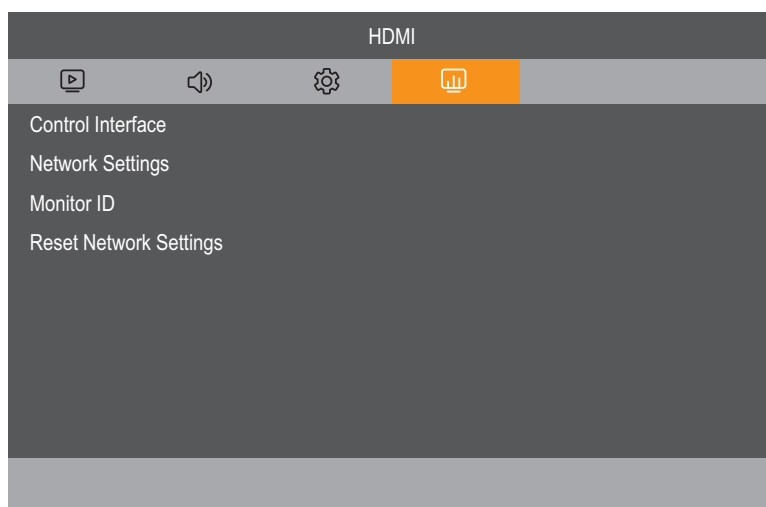 HDMI
Control Interface
Network Settings
Monitor ID
Reset Network Settings